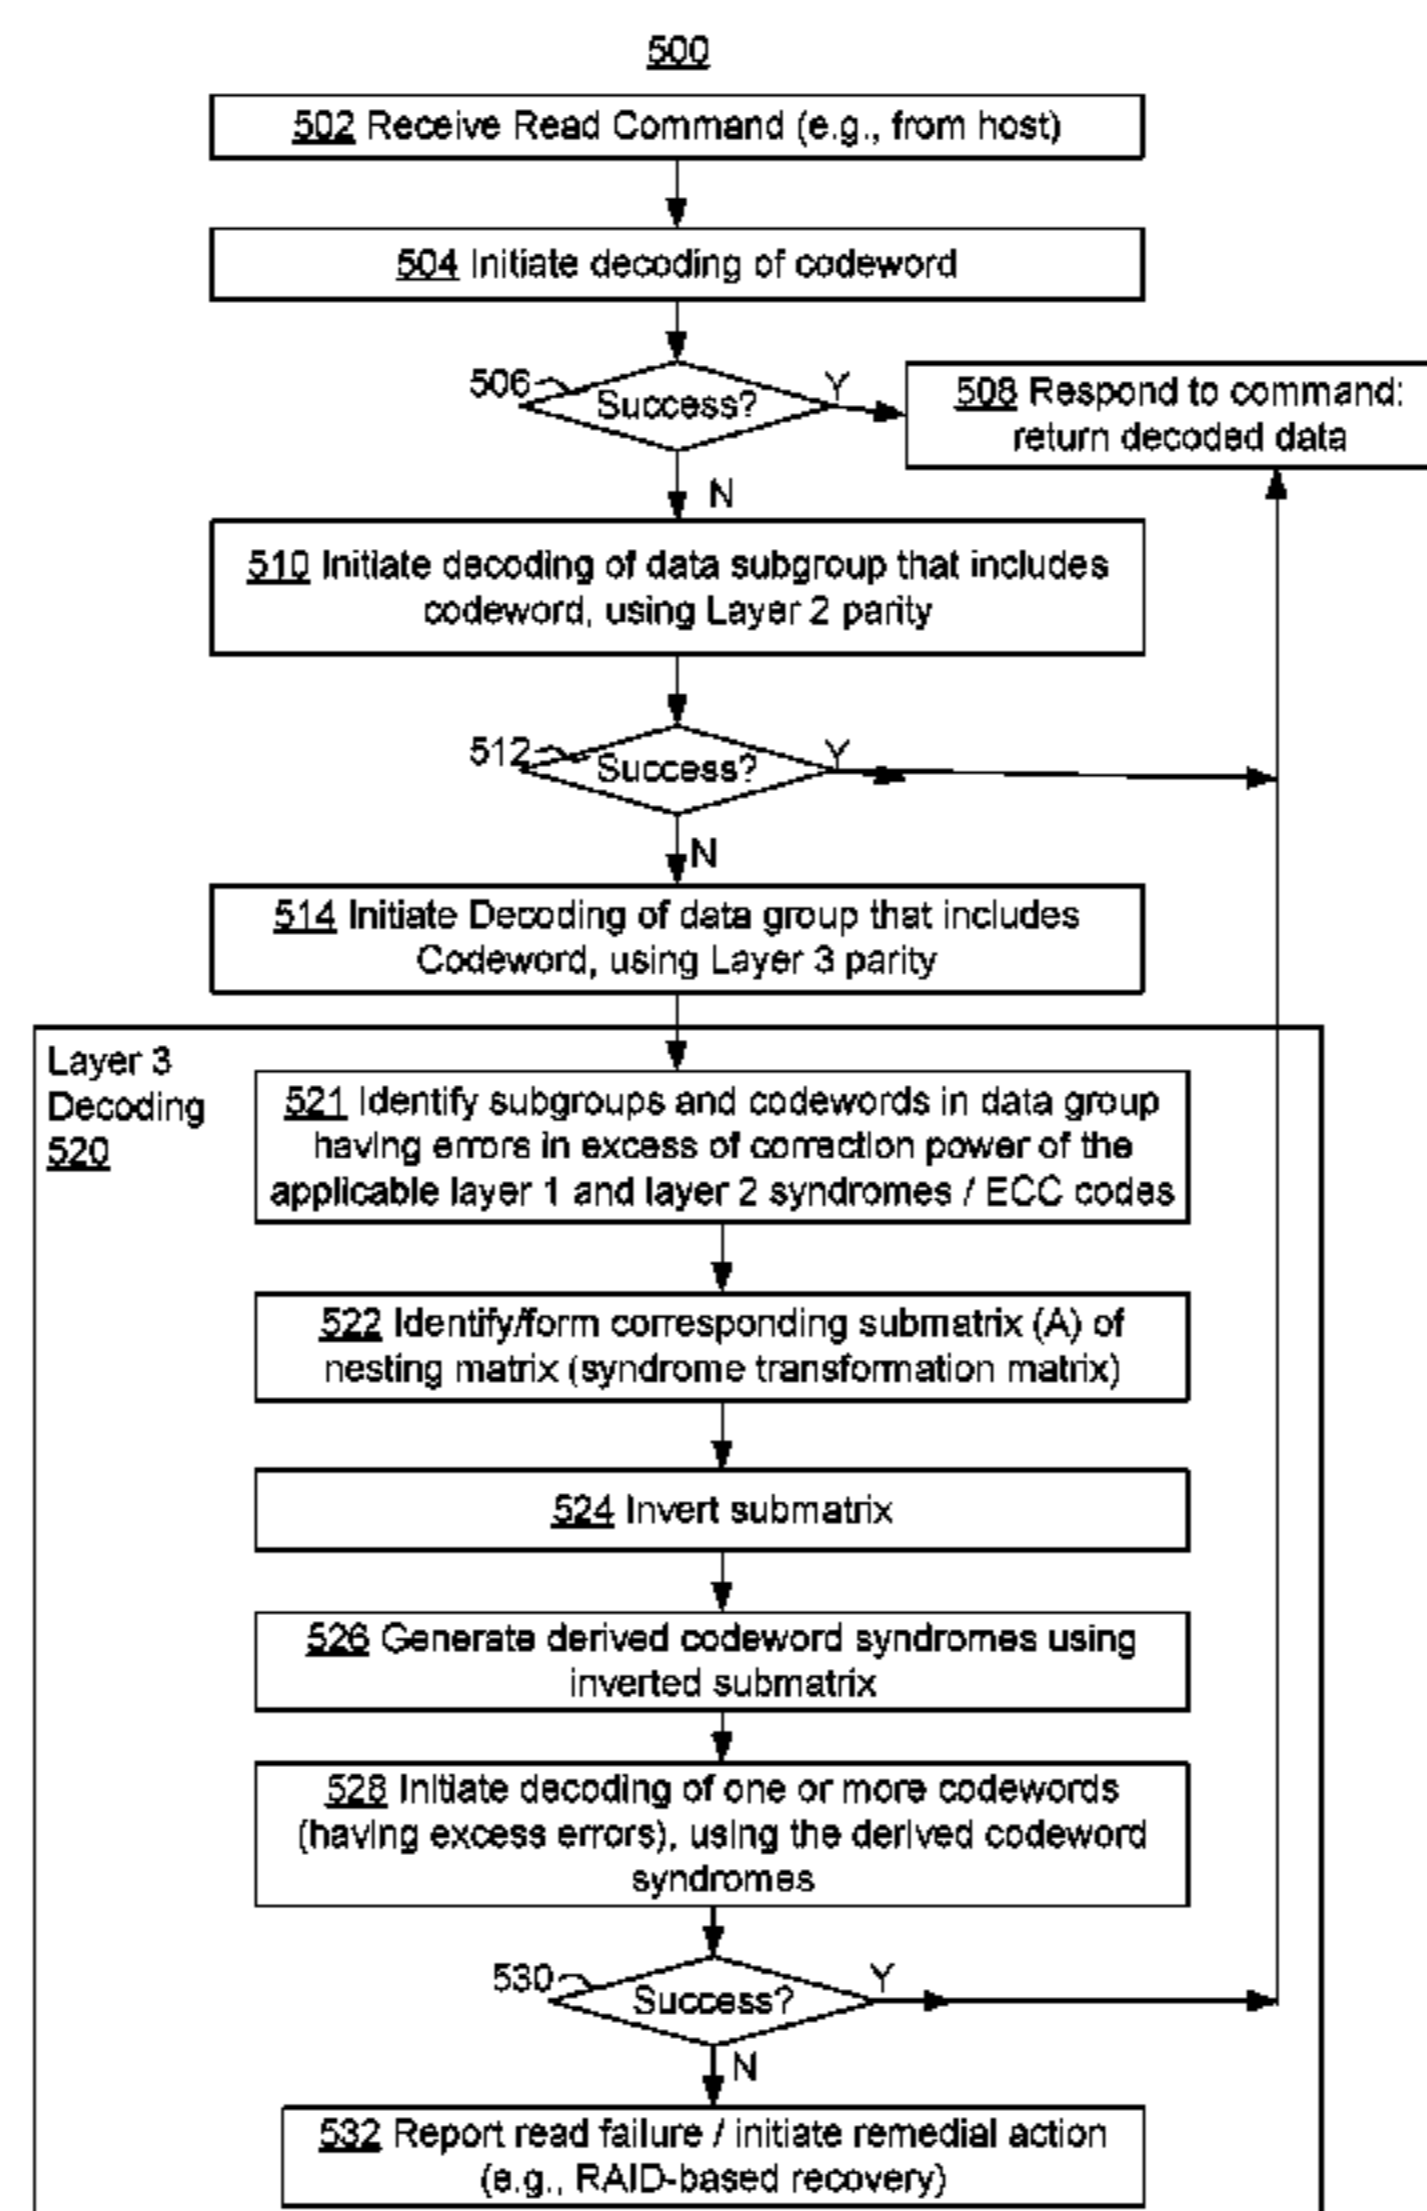 500
502 Receive Read Command (e.g., from host)
504 Initiate decoding of codeword
506
Success?
Y
508 Respond to command:
return decoded data
N
510 Initiate decoding of data subgroup that includes
codeword, using Layer 2 parity
512
Success?
Y
N
514 Initiate Decoding of data group that includes
Codeword, using Layer 3 parity
Layer 3
Decoding
520
521 Identify subgroups and codewords in data group
having errors in excess of correction power of the
applicable layer 1 and layer 2 syndromes / ECC codes
522 Identify/form corresponding submatrix (A) of
nesting matrix (syndrome transformation matrix)
524 Invert submatrix
526 Generate derived codeword syndromes using
inverted submatrix
528 Initiate decoding of one or more codewords
(having excess errors), using the derived codeword
syndromes
530
Success?
Y
N
532 Report read failure / initiate remedial action
(e.g., RAID-based recovery)